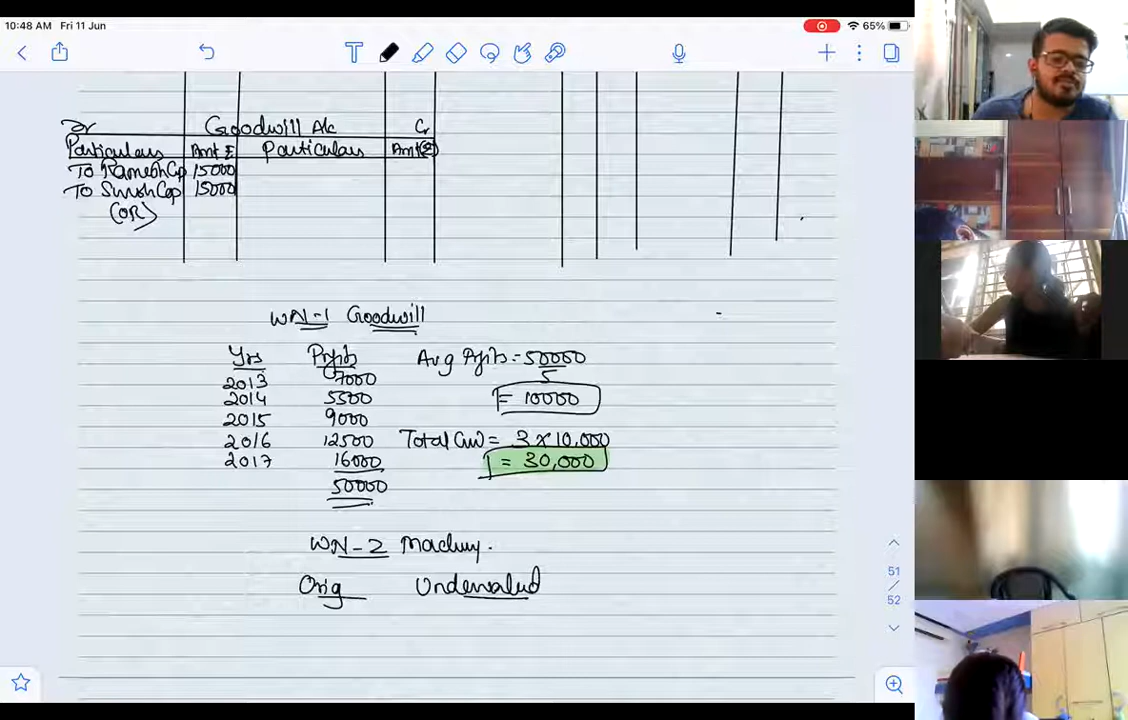 10:48 AM Fri 11 Jun
65%
T
Dr Goodwill A/c Cr
Particulars Amt ₹ Particulars Amt(₹)
To Ramesh Cap 15000
To Suresh Cap 15000
(OR)
WN-1 Goodwill
Yrs Profits Avg Profits = 50000
5
2013 7000
2014 5500 = 10000
2015 9000
2016 12500 Total GW = 3 x 10,000
2017 16000 = 30,000
50000
WN-2 Machinery.
Orig Undervalued
51
/
52